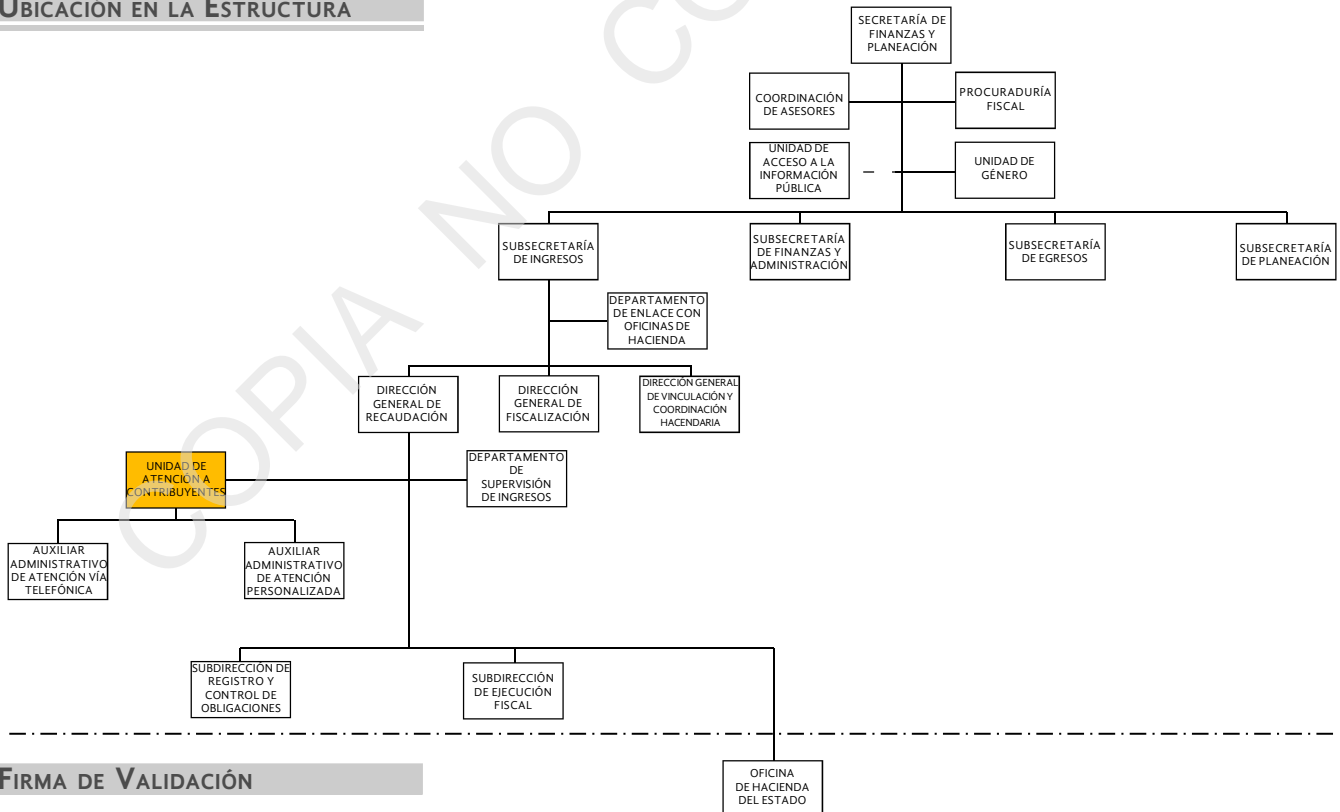 UBICACIÓN EN LA ESTRUCTURA
SECRETARÍA DE
FINANZAS Y
PLANEACIÓN
COORDINACIÓN
DE ASESORES
PROCURADURÍA
FISCAL
UNIDAD DE
ACCESO A LA
INFORMACIÓN
PÚBLICA
UNIDAD DE
GÉNERO
SUBSECRETARÍA
DE INGRESOS
SUBSECRETARÍA
DE FINANZAS Y
ADMINISTRACIÓN
SUBSECRETARÍA
DE EGRESOS
SUBSECRETARÍA
DE PLANEACIÓN
DEPARTAMENTO
DE ENLACE CON
OFICINAS DE
HACIENDA
DIRECCIÓN
GENERAL DE
RECAUDACIÓN
DIRECCIÓN
GENERAL DE
FISCALIZACIÓN
DIRECCIÓN GENERAL
DE VINCULACIÓN Y
COORDINACIÓN
HACENDARIA
UNIDAD DE
ATENCIÓN A
CONTRIBUYENTES
DEPARTAMENTO
DE
SUPERVISIÓN
DE INGRESOS
AUXILIAR
ADMINISTRATIVO
DE ATENCIÓN VÍA
TELEFÓNICA
AUXILIAR
ADMINISTRATIVO
DE ATENCIÓN
PERSONALIZADA
SUBDIRECCIÓN DE
REGISTRO Y
CONTROL DE
OBLIGACIONES
SUBDIRECCIÓN
DE EJECUCIÓN
FISCAL
OFICINA
DE HACIENDA
DEL ESTADO
FIRMA DE VALIDACIÓN
COPIA NO CO